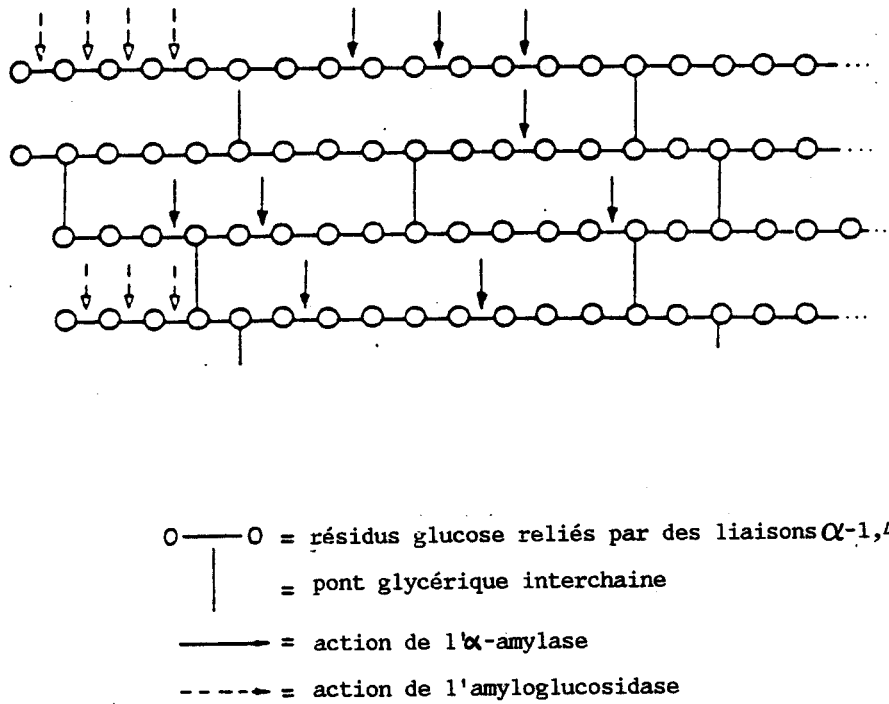 ...
...
...
...
O——O = résidus glucose reliés par des liaisons α-1,4
= pont glycérique interchaine
= action de l'α-amylase
= action de l'amyloglucosidase